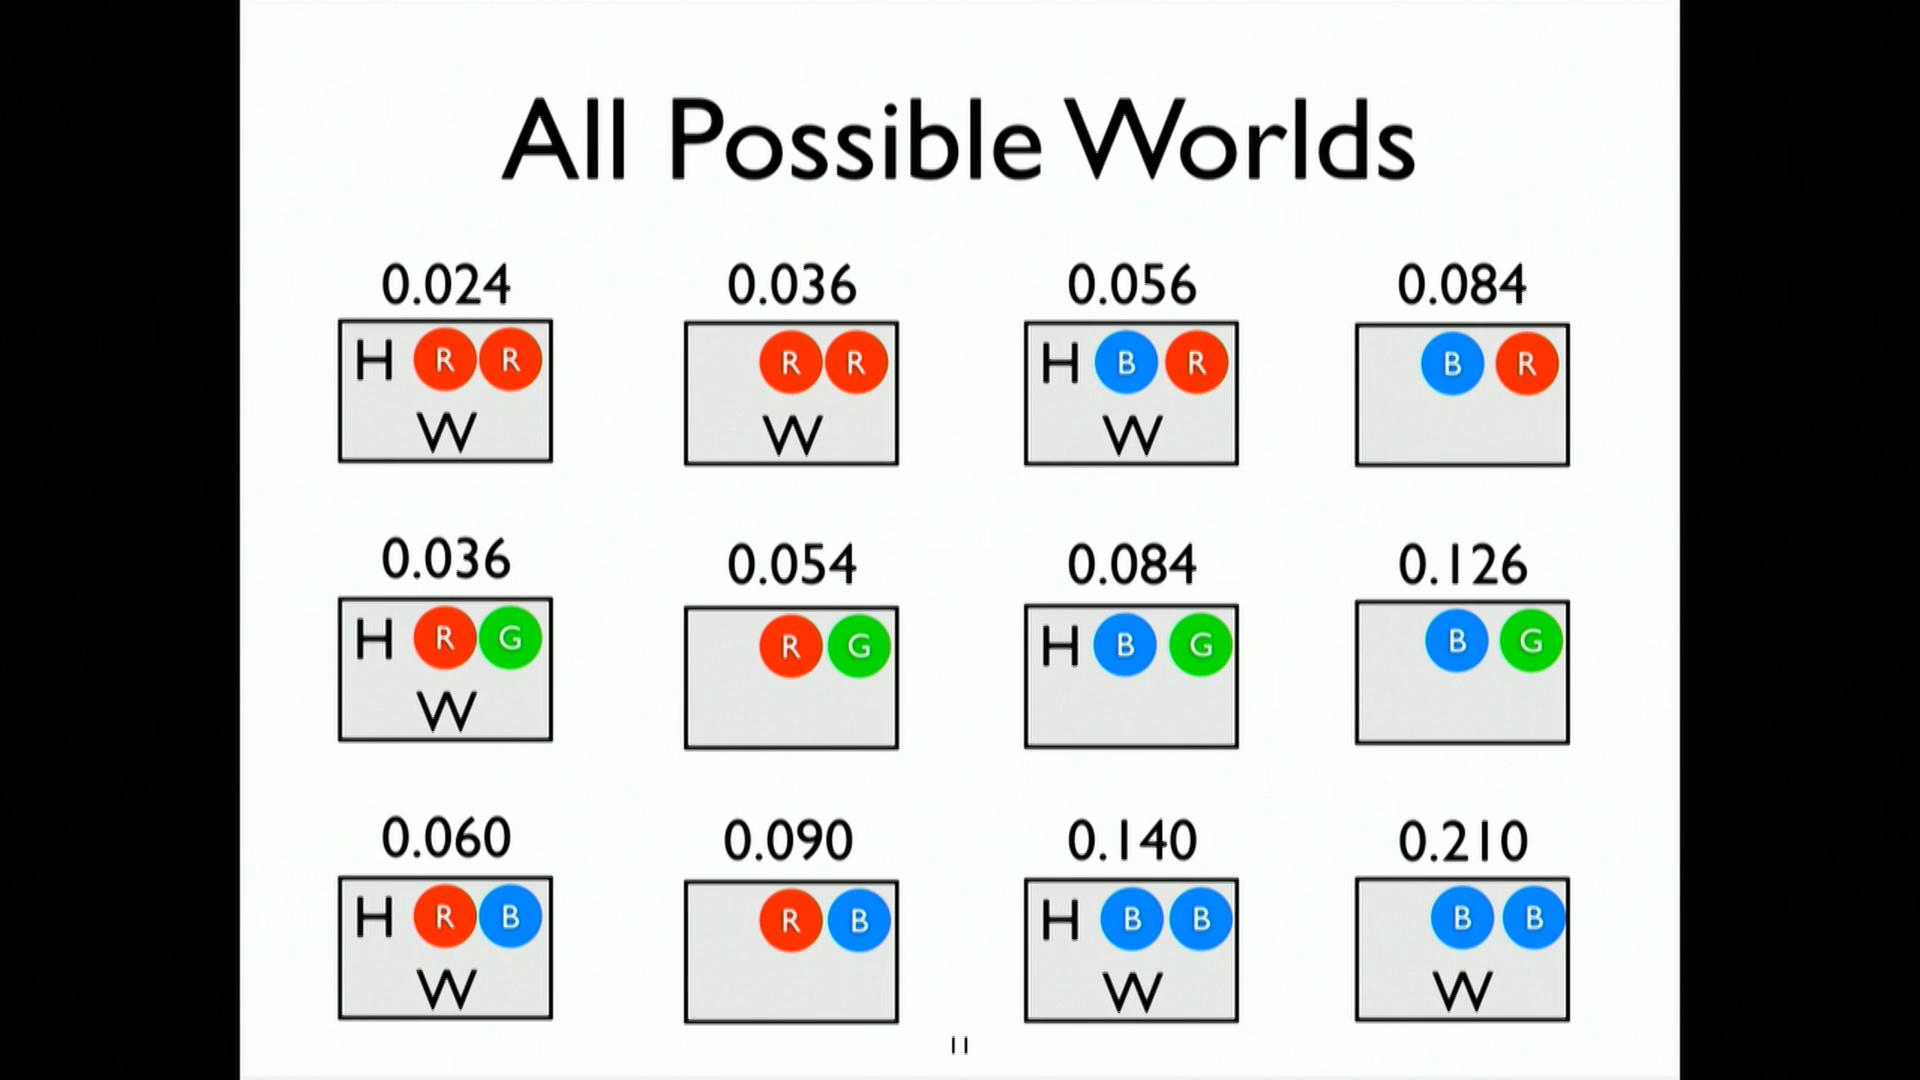 All Possible Worlds
0.024 0.036 0.056 0.084
H R R R R H B R B R
W W W
0.036 0.054 0.084 0.126
H R G R G H B G B G
W
0.060 0.090 0.140 0.210
H R B R B H B B B B
W W W
11